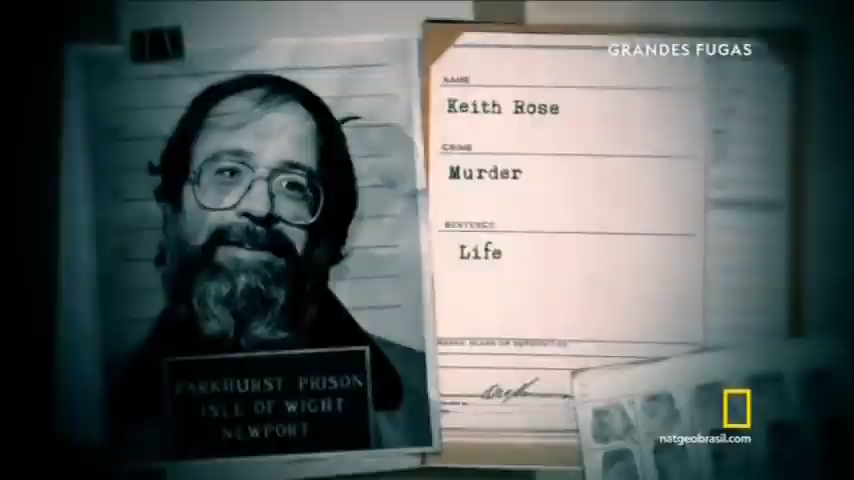 GRANDES FUGAS
NAME
Keith Rose
CRIME
Murder
SENTENCE
Life
PARKHURST PRISON
ISLE OF WIGHT
NEWPORT
natgeobrasil.com